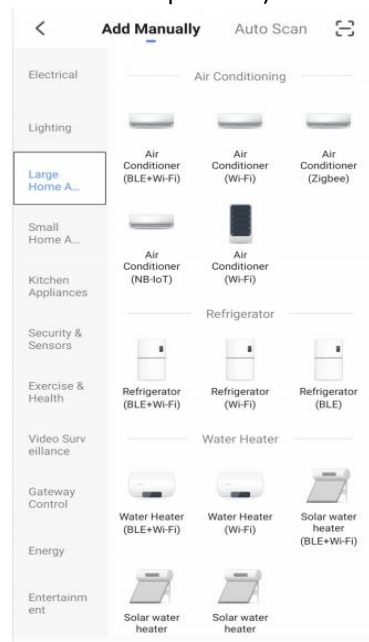 Add Manually
Auto Scan
Electrical
Lighting
Large
Home A...
Small
Home A...
Kitchen
Appliances
Security &
Sensors
Exercise &
Health
Video Surv
eillance
Gateway
Control
Energy
Entertainm
ent
Air Conditioning
Air
Conditioner
(BLE+Wi-Fi)
Air
Conditioner
(Wi-Fi)
Air
Conditioner
(Zigbee)
Air
Conditioner
(NB-IoT)
Air
Conditioner
(Wi-Fi)
Refrigerator
Refrigerator
(BLE+Wi-Fi)
Refrigerator
(Wi-Fi)
Refrigerator
(BLE)
Water Heater
Water Heater
(BLE+Wi-Fi)
Water Heater
(Wi-Fi)
Solar water
heater
(BLE+Wi-Fi)
Solar water
heater
Solar water
heater